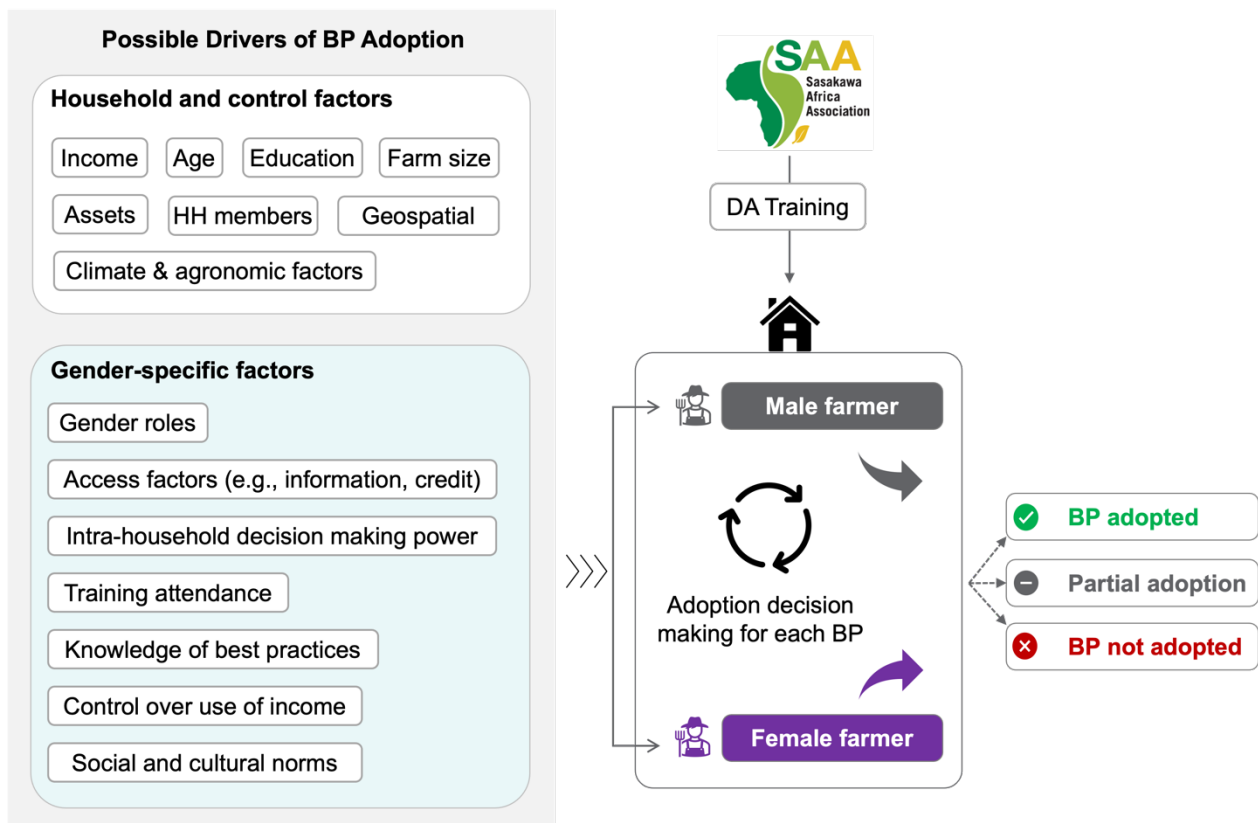 Possible Drivers of BP Adoption
Household and control factors
Income
Age
Education
Farm size
Assets
HH members
Geospatial
Climate & agronomic factors
Gender-specific factors
Gender roles
Access factors (e.g., information, credit)
Intra-household decision making power
Training attendance
Knowledge of best practices
Control over use of income
Social and cultural norms
SAA
Sasakawa
Africa
Association
DA Training
Male farmer
Adoption decision
making for each BP
Female farmer
BP adopted
Partial adoption
BP not adopted